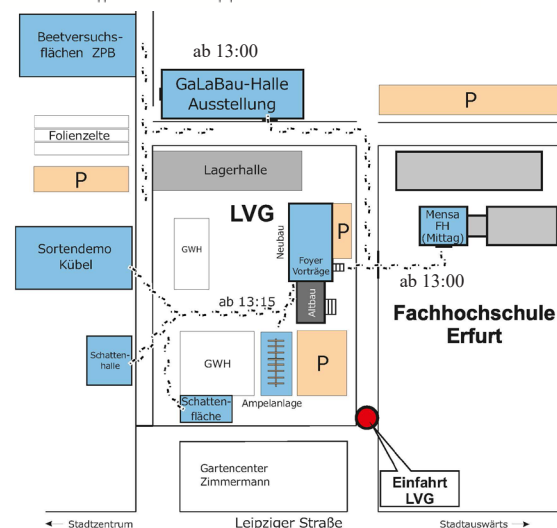 Beetversuchs-
flächen ZPB
ab 13:00
GaLaBau-Halle
Ausstellung
P
Folienzelte
P
Lagerhalle
LVG
Mensa
FH
(Mittag)
Sortendemo
Kübel
GWH
Neubau
P
Foyer
Vorträge
ab 13:00
ab 13:15
Altbau
Fachhochschule
Erfurt
Schatten-
halle
GWH
P
Schatten-
fläche
Ampelanlage
Gartencenter
Zimmermann
Einfahrt
LVG
← Stadtzentrum
Leipziger Straße
Stadtauswärts →